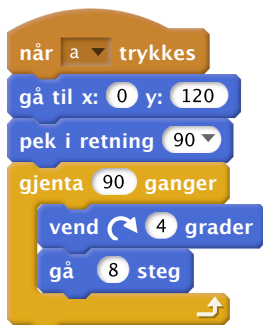 når a trykkes
gå til x: 0 y: 120
pek i retning 90
gjenta 90 ganger
vend 4 grader
gå 8 steg